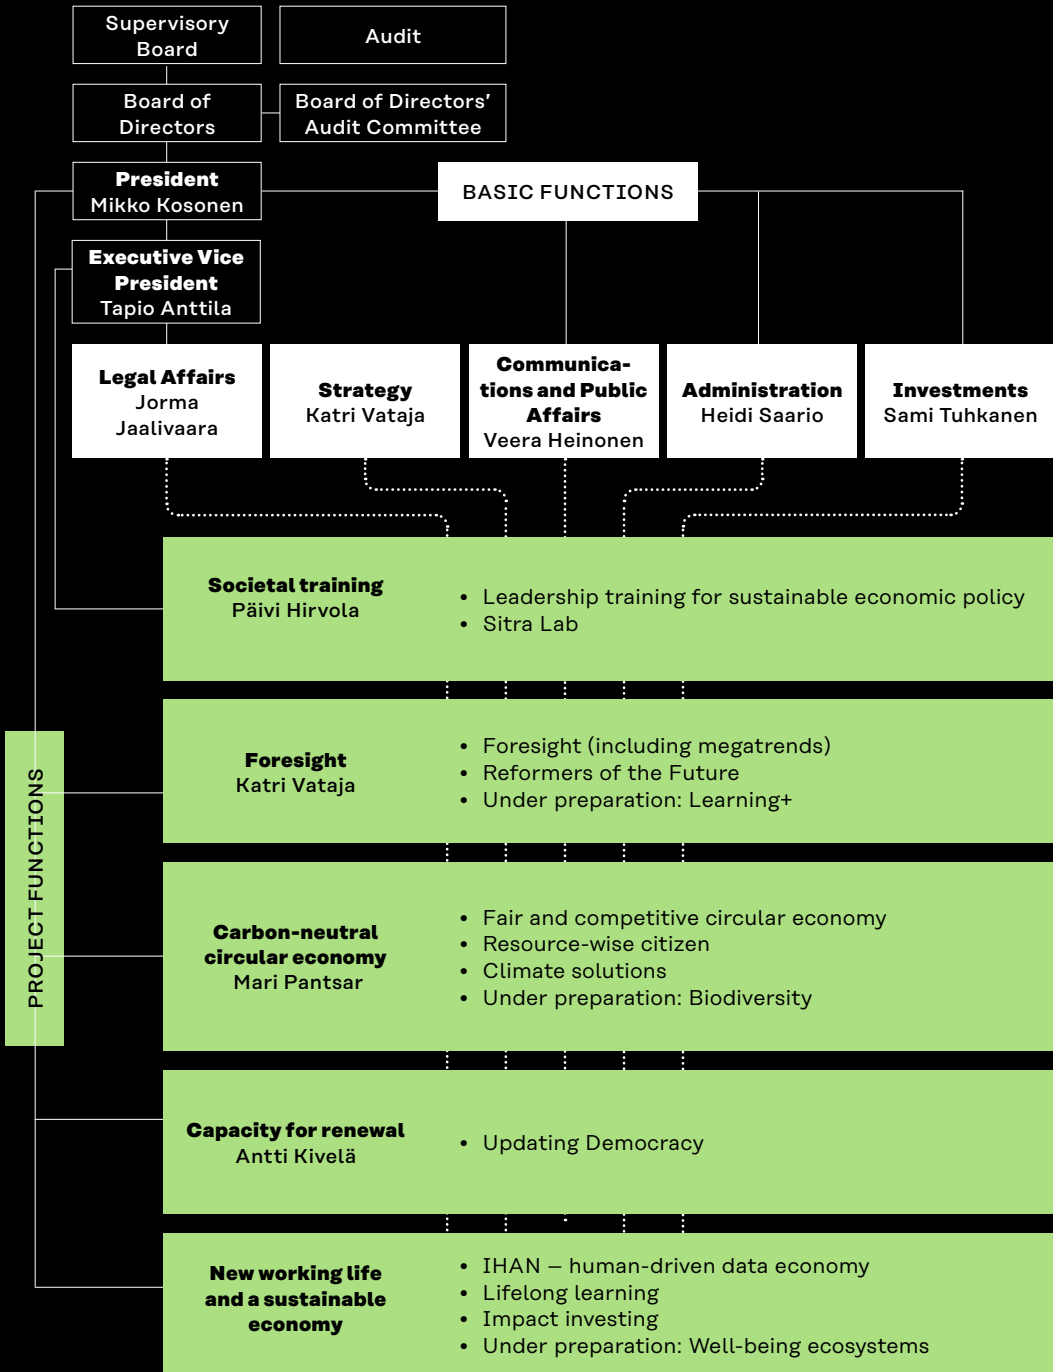 Supervisory
Board
Audit
Board of
Directors
Board of Directors'
Audit Committee
President
Mikko Kosonen
BASIC FUNCTIONS
Executive Vice
President
Tapio Anttila
Legal Affairs
Jorma
Jaalivaara
Strategy
Katri Vataja
Communica-
tions and Public
Affairs
Veera Heinonen
Administration
Heidi Saario
Investments
Sami Tuhkanen
PROJECT FUNCTIONS
Societal training
Päivi Hirvola
• Leadership training for sustainable economic policy
• Sitra Lab
Foresight
Katri Vataja
• Foresight (including megatrends)
• Reformers of the Future
• Under preparation: Learning+
Carbon-neutral
circular economy
Mari Pantsar
• Fair and competitive circular economy
• Resource-wise citizen
• Climate solutions
• Under preparation: Biodiversity
Capacity for renewal
Antti Kivelä
• Updating Democracy
New working life
and a sustainable
economy
• IHAN – human-driven data economy
• Lifelong learning
• Impact investing
• Under preparation: Well-being ecosystems